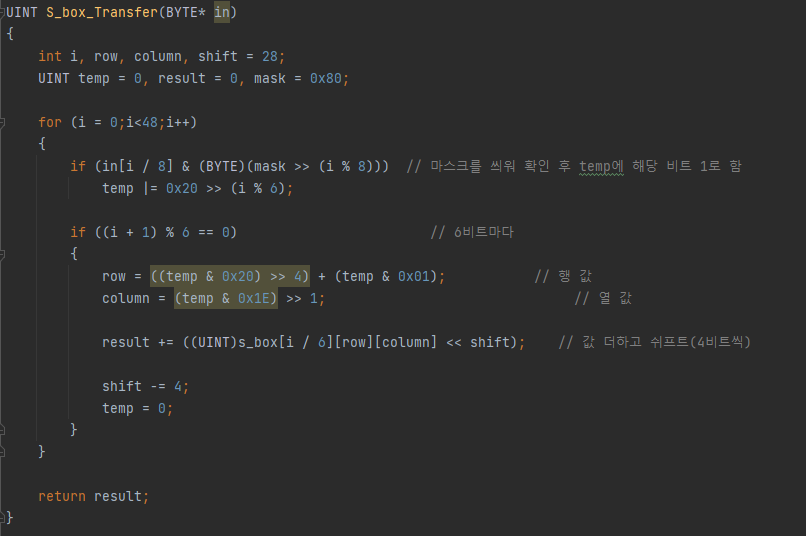 UINT S_box_Transfer(BYTE* in)
{
    int i, row, column, shift = 28;
    UINT temp = 0, result = 0, mask = 0x80;

    for (i = 0;i<48;i++)
    {
        if (in[i / 8] & (BYTE)(mask >> (i % 8)))  // 마스크를 씌워 확인 후 temp에 해당 비트 1로 함
            temp |= 0x20 >> (i % 6);

        if ((i + 1) % 6 == 0)                        // 6비트마다
        {
            row = ((temp & 0x20) >> 4) + (temp & 0x01);           // 행 값
            column = (temp & 0x1E) >> 1;                               // 열 값

            result += ((UINT)s_box[i / 6][row][column] << shift);    // 값 더하고 쉬프트(4비트씩)

            shift -= 4;
            temp = 0;
        }
    }

    return result;
}